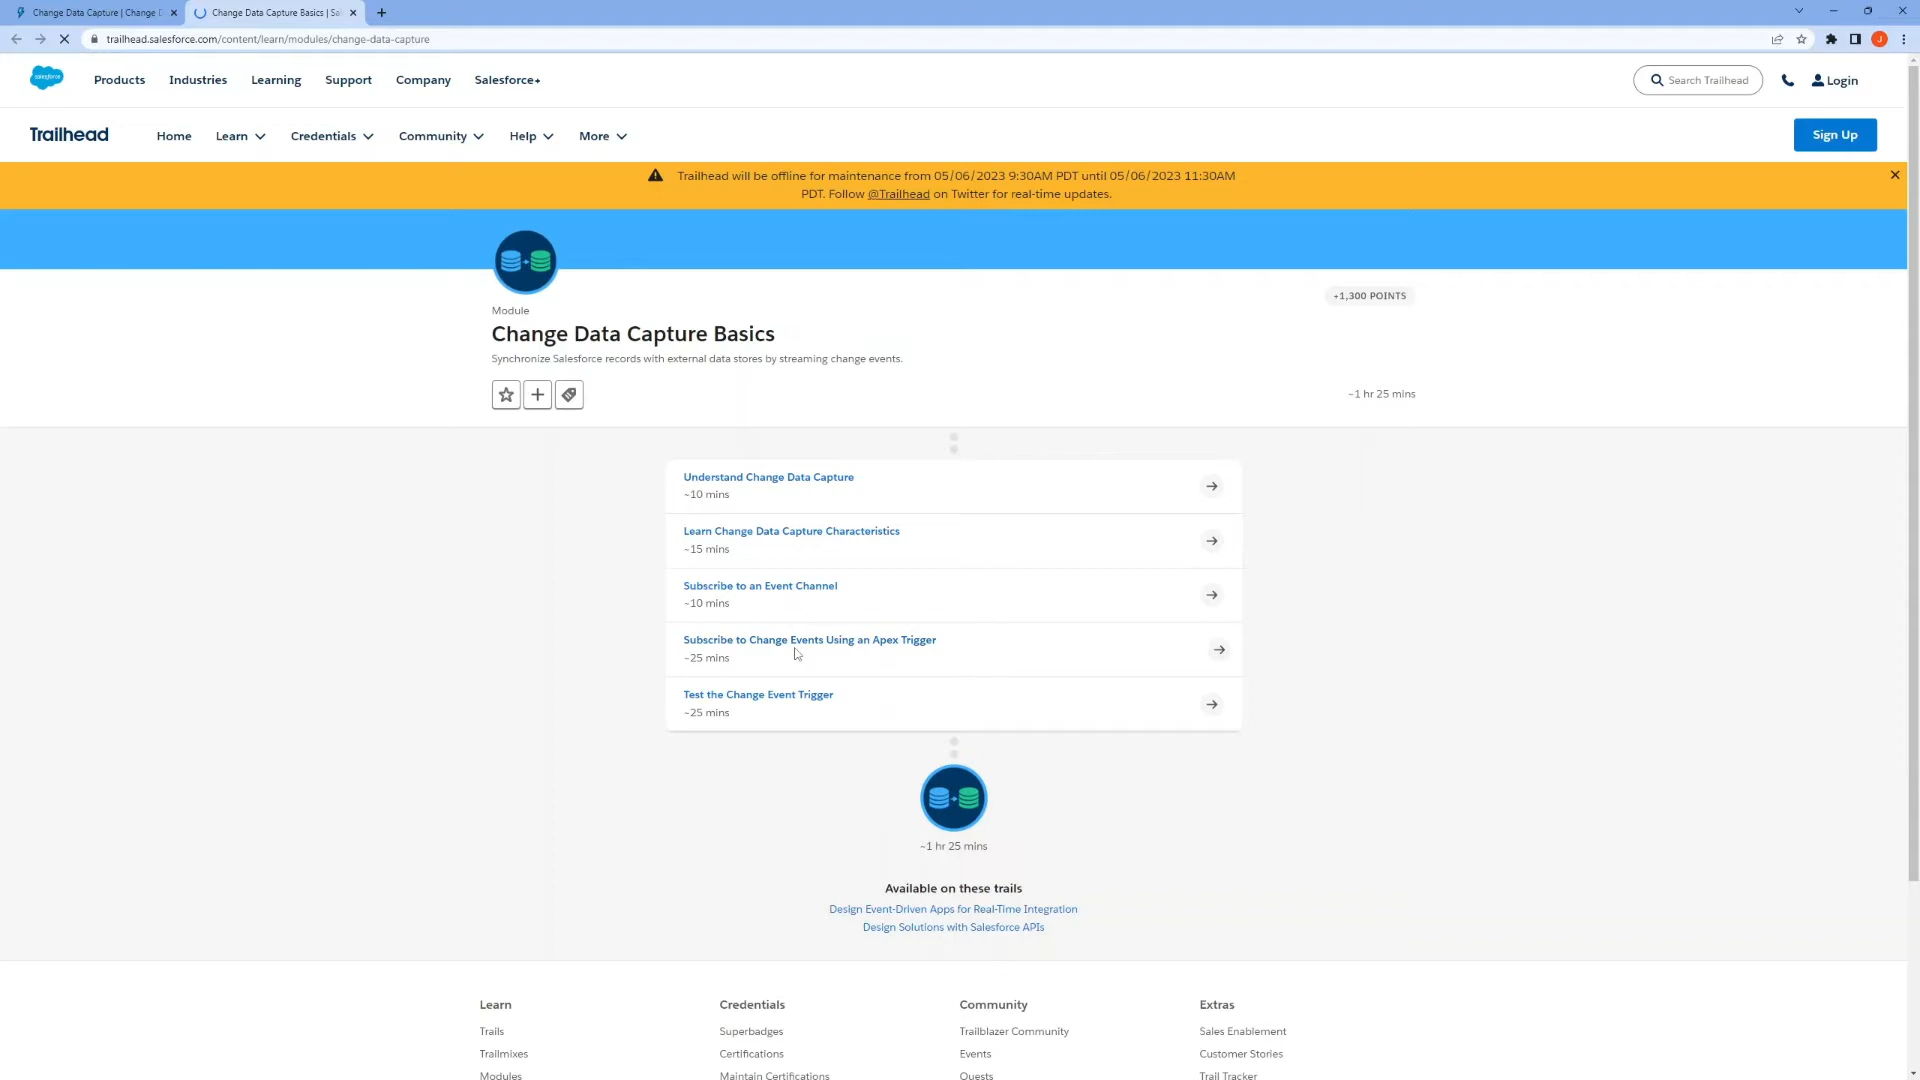 Change Data Capture | Change D
Change Data Capture Basics | Sal
trailhead.salesforce.com/content/learn/modules/change-data-capture
J
salesforce
Products
Industries
Learning
Support
Company
Salesforce+
Search Trailhead
Login
Trailhead
Home
Learn
Credentials
Community
Help
More
Sign Up
Trailhead will be offline for maintenance from 05/06/2023 9:30AM PDT until 05/06/2023 11:30AM
PDT. Follow @Trailhead on Twitter for real-time updates.
+1,300 POINTS
Module
Change Data Capture Basics
Synchronize Salesforce records with external data stores by streaming change events.
~1 hr 25 mins
Understand Change Data Capture
~10 mins
Learn Change Data Capture Characteristics
~15 mins
Subscribe to an Event Channel
~10 mins
Subscribe to Change Events Using an Apex Trigger
~25 mins
Test the Change Event Trigger
~25 mins
~1 hr 25 mins
Available on these trails
Design Event-Driven Apps for Real-Time Integration
Design Solutions with Salesforce APIs
Learn
Trails
Trailmixes
Modules
Credentials
Superbadges
Certifications
Maintain Certifications
Community
Trailblazer Community
Events
Quests
Extras
Sales Enablement
Customer Stories
Trail Tracker